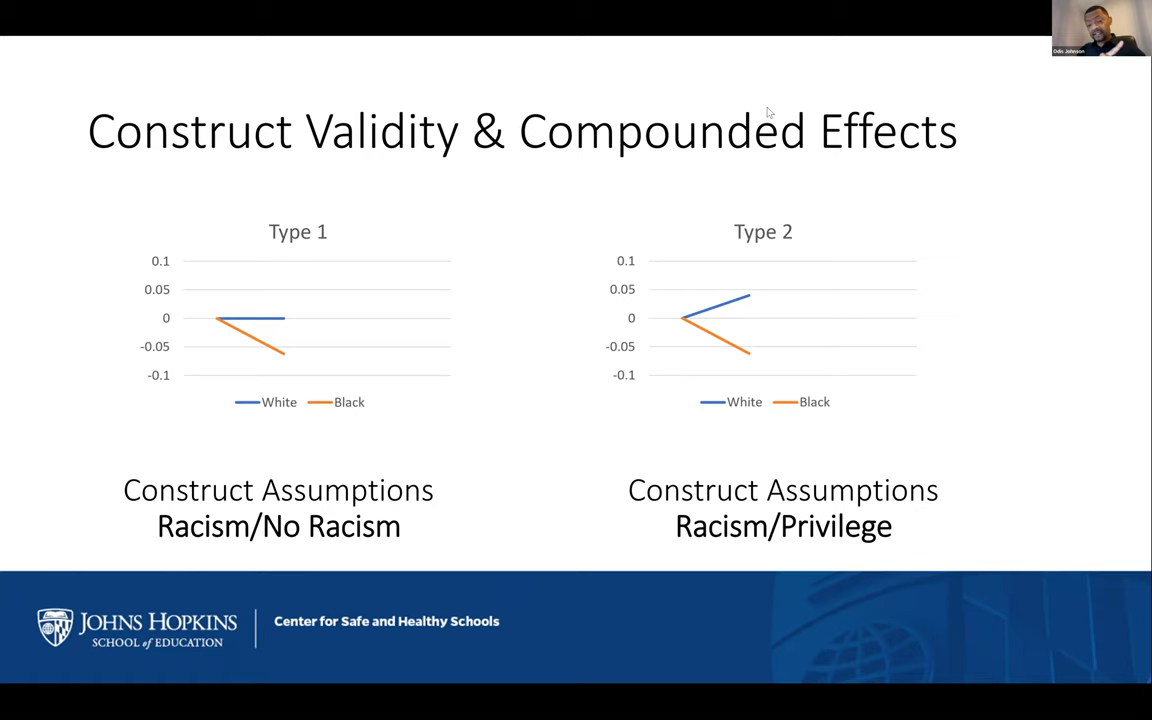 Odis Johnson
Construct Validity & Compounded Effects
Type 1
0.1
0.05
0
-0.05
-0.1
White Black
Type 2
0.1
0.05
0
-0.05
-0.1
White Black
Construct Assumptions
Racism/No Racism
Construct Assumptions
Racism/Privilege
JOHNS HOPKINS
SCHOOL of EDUCATION
Center for Safe and Healthy Schools